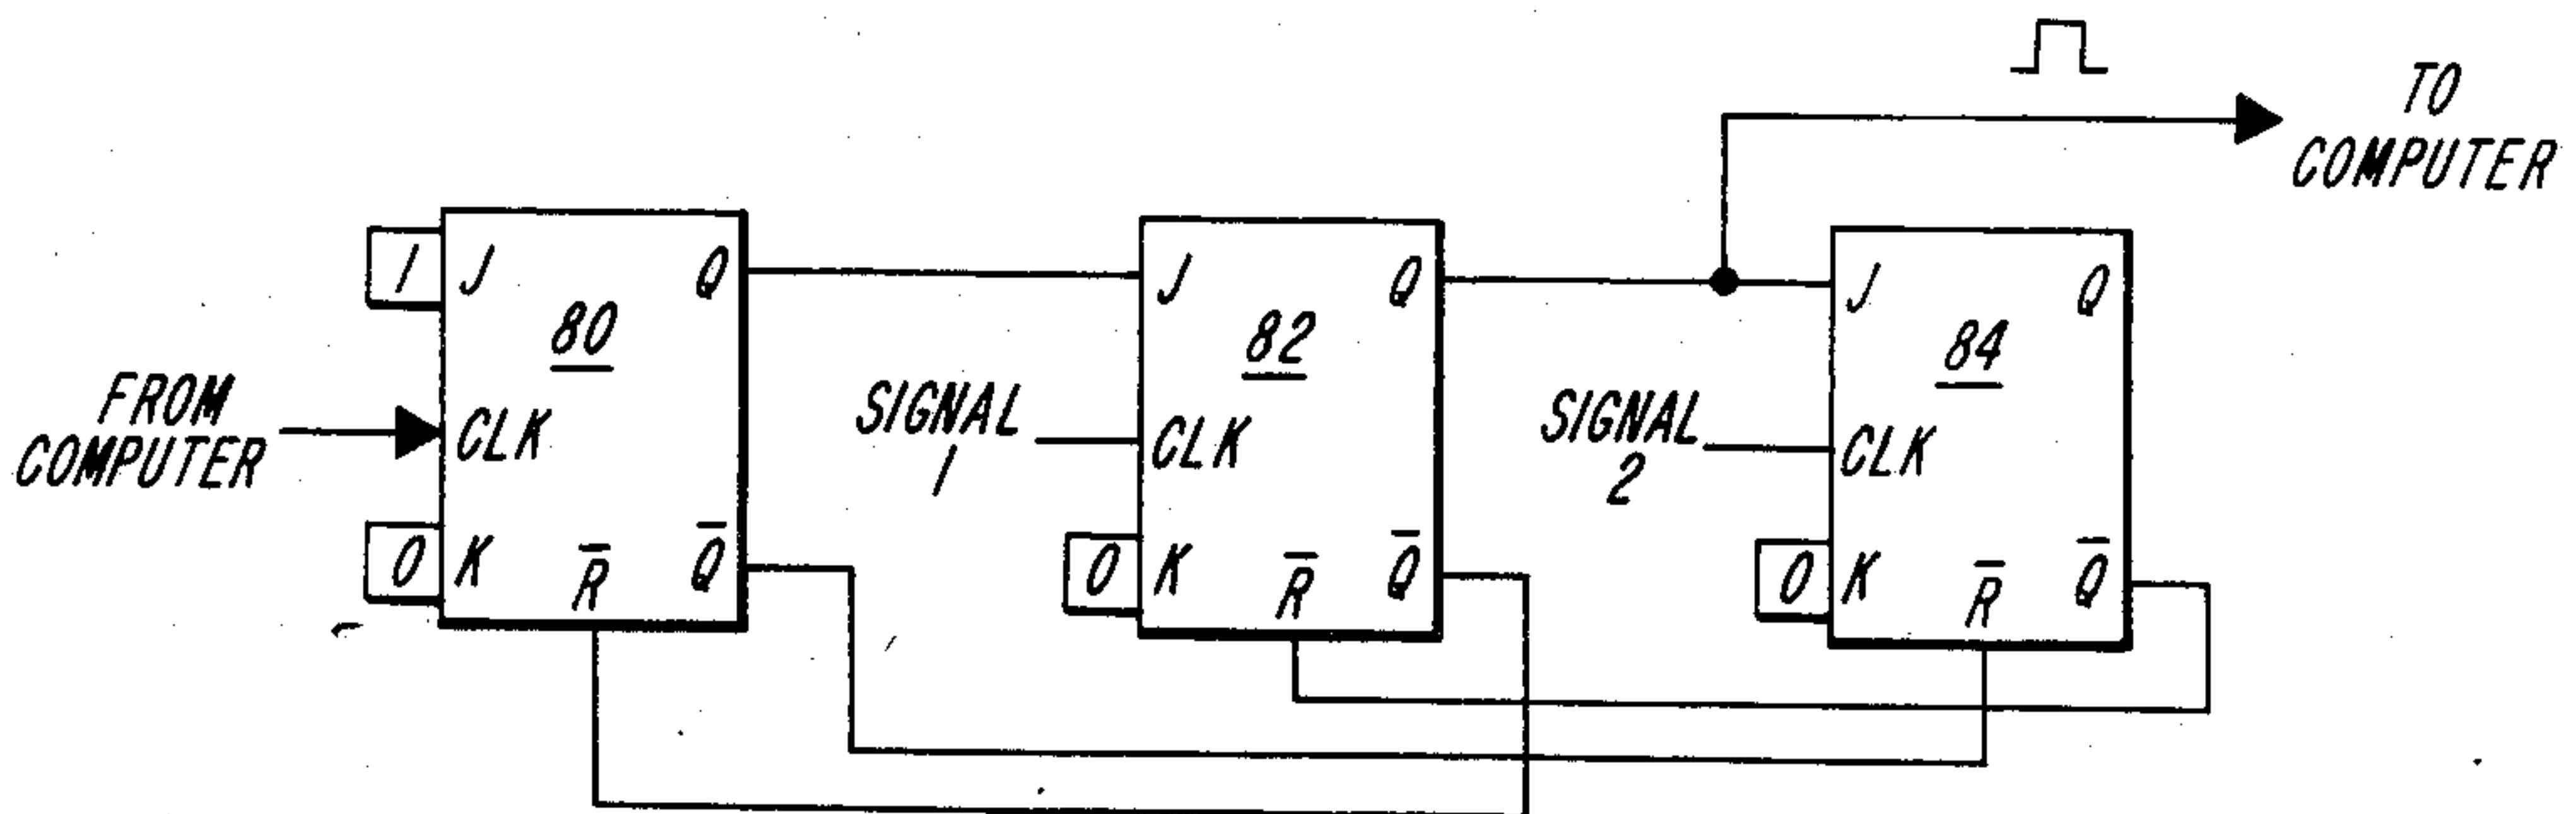 TO
COMPUTER
1 J Q
80
FROM
COMPUTER
CLK
0 K R̅ Q̅
J Q
82
SIGNAL
1
CLK
0 K R̅ Q̅
J Q
84
SIGNAL
2
CLK
0 K R̅ Q̅